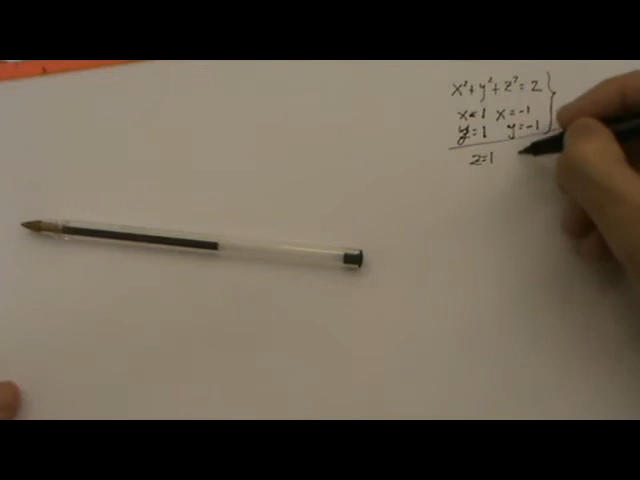 x² + y² + z² = 2
x=1 x=-1
y=1 y=-1
z=1